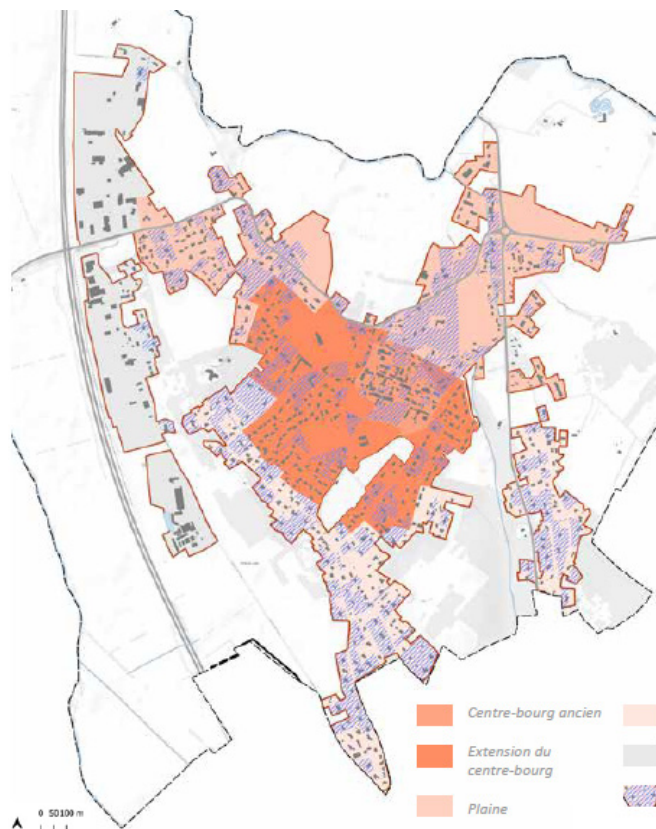 Centre-bourg ancien
Extension du
centre-bourg
Plaine
0 50100 m